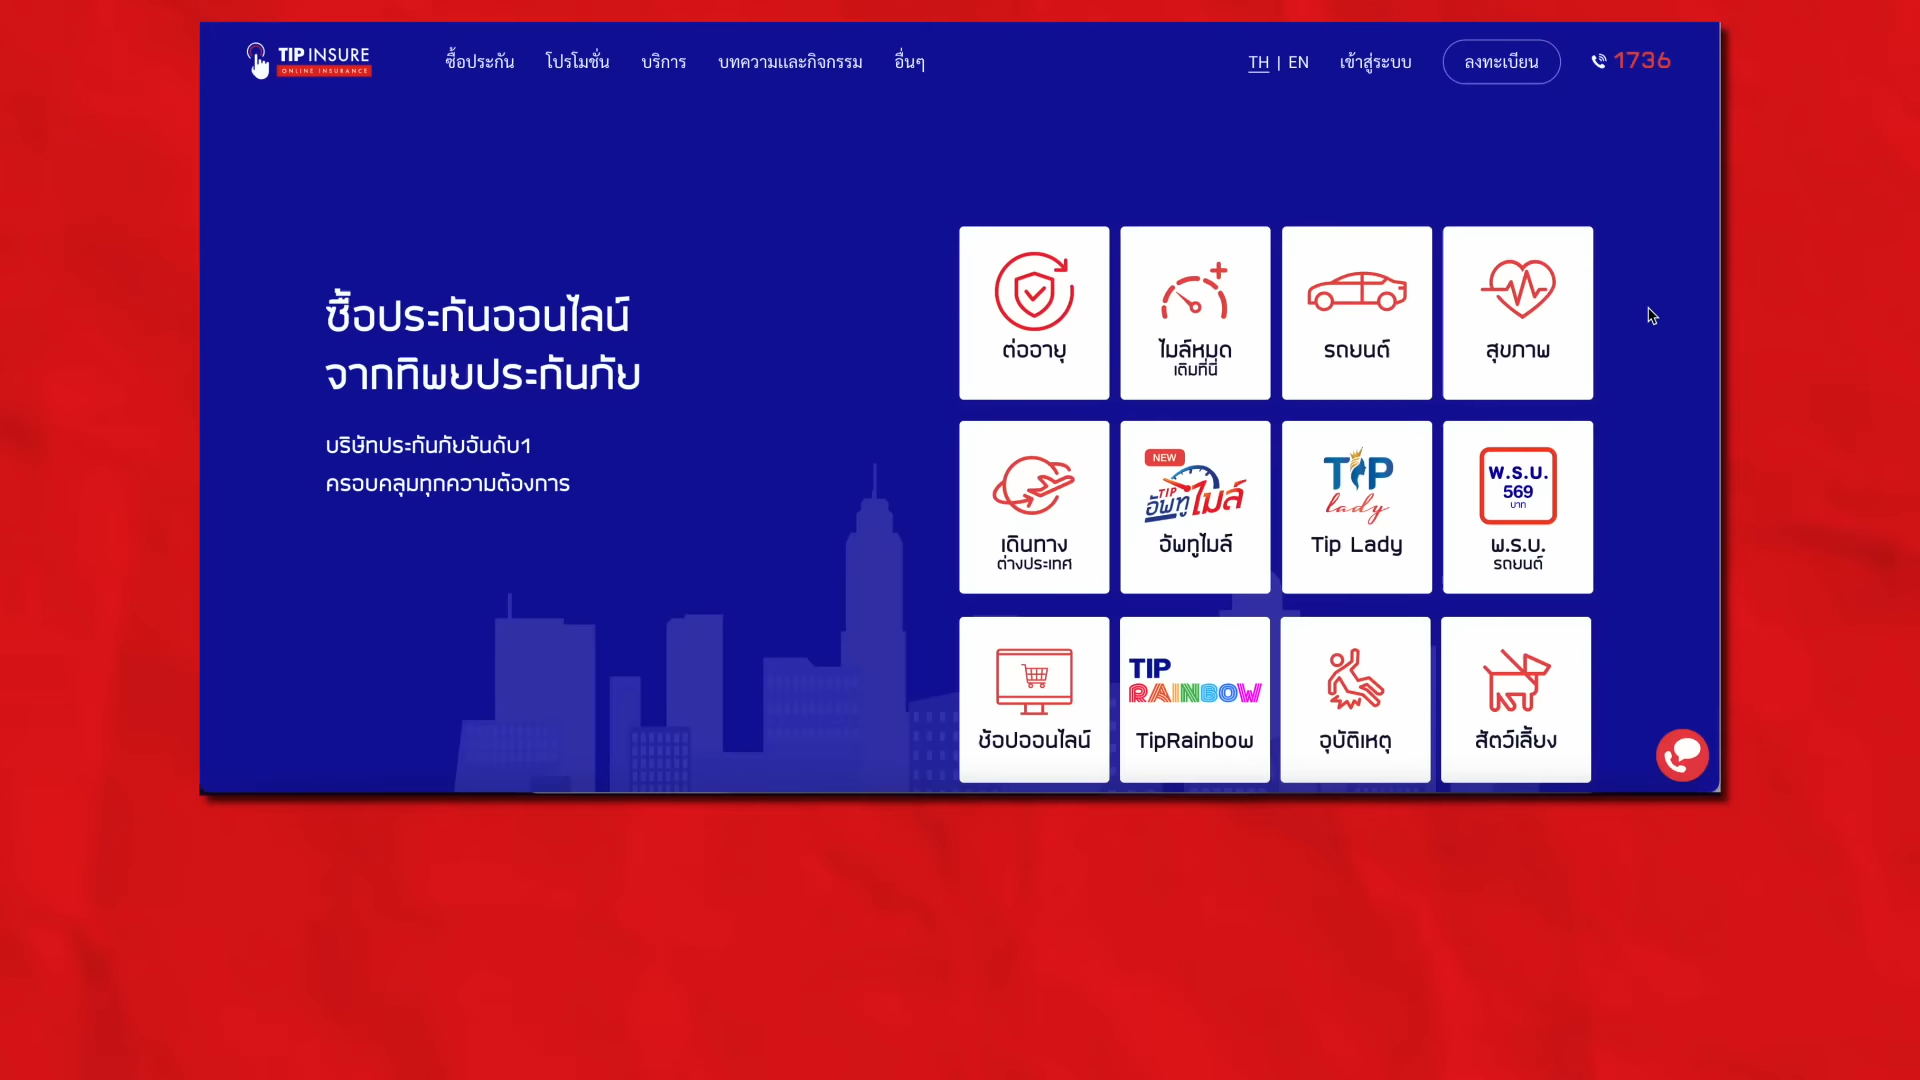 TIP INSURE
ONLINE INSURANCE
ซื้อประกัน
โปรโมชั่น
บริการ
บทความและกิจกรรม
อื่นๆ
TH | EN
เข้าสู่ระบบ
ลงทะเบียน
1736
ซื้อประกันออนไลน์
จากทิพยประกันภัย
บริษัทประกันภัยอันดับ1
ครอบคลุมทุกความต้องการ
ต่ออายุ
ไมล์หมด
เติมที่นี่
รถยนต์
สุขภาพ
เดินทาง
ต่างประเทศ
NEW
TIP
อัพทูไมล์
อัพทูไมล์
TIP
lady
Tip Lady
พ.ร.บ.
569
บาท
พ.ร.บ.
รถยนต์
ช้อปออนไลน์
TIP
RAINBOW
TipRainbow
อุบัติเหตุ
สัตว์เลี้ยง